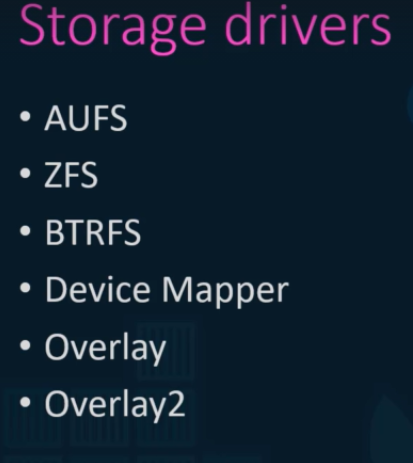 Storage drivers
• AUFS
• ZFS
• BTRFS
• Device Mapper
• Overlay
• Overlay2